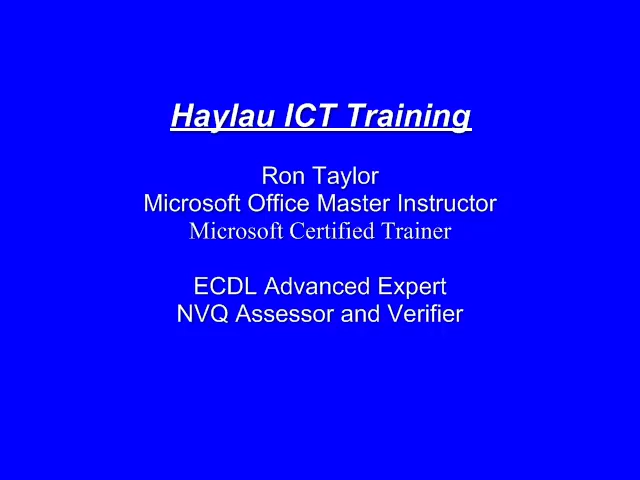 Haylau ICT Training
Ron Taylor
Microsoft Office Master Instructor
Microsoft Certified Trainer
ECDL Advanced Expert
NVQ Assessor and Verifier